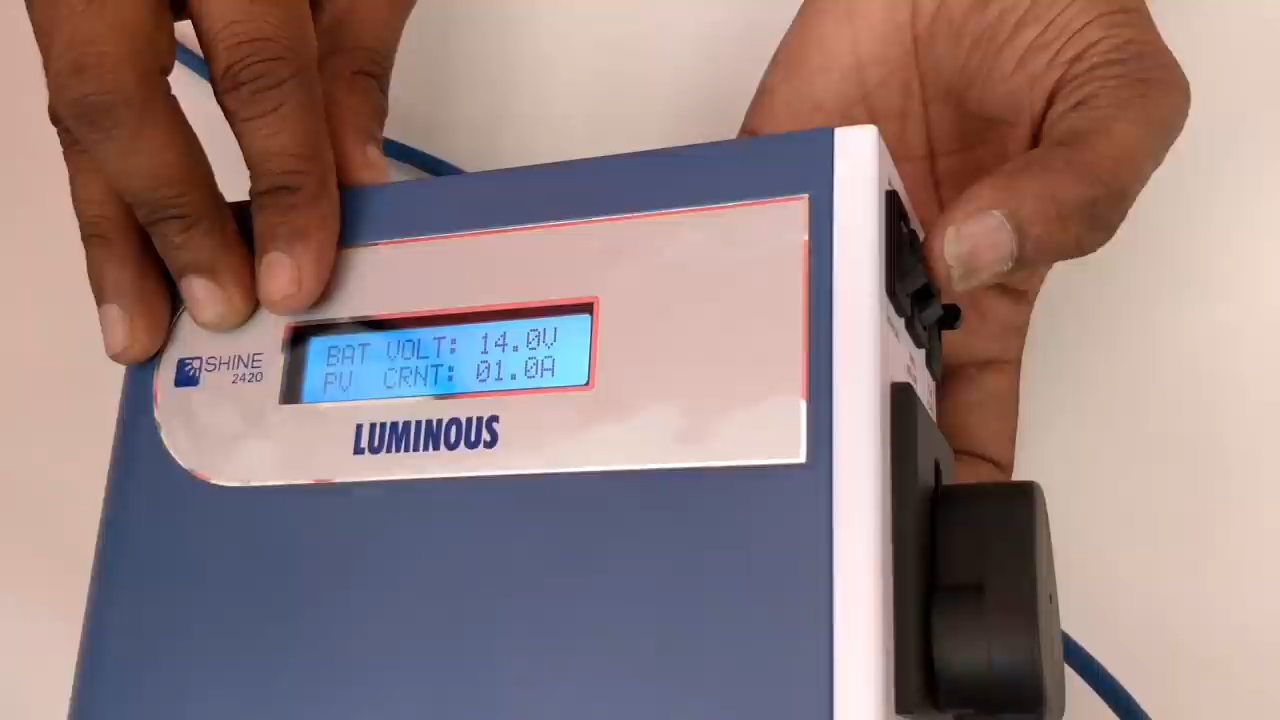 BAT VOLT: 14.0V
PV CRNT: 01.0A
SHINE
2420
LUMINOUS